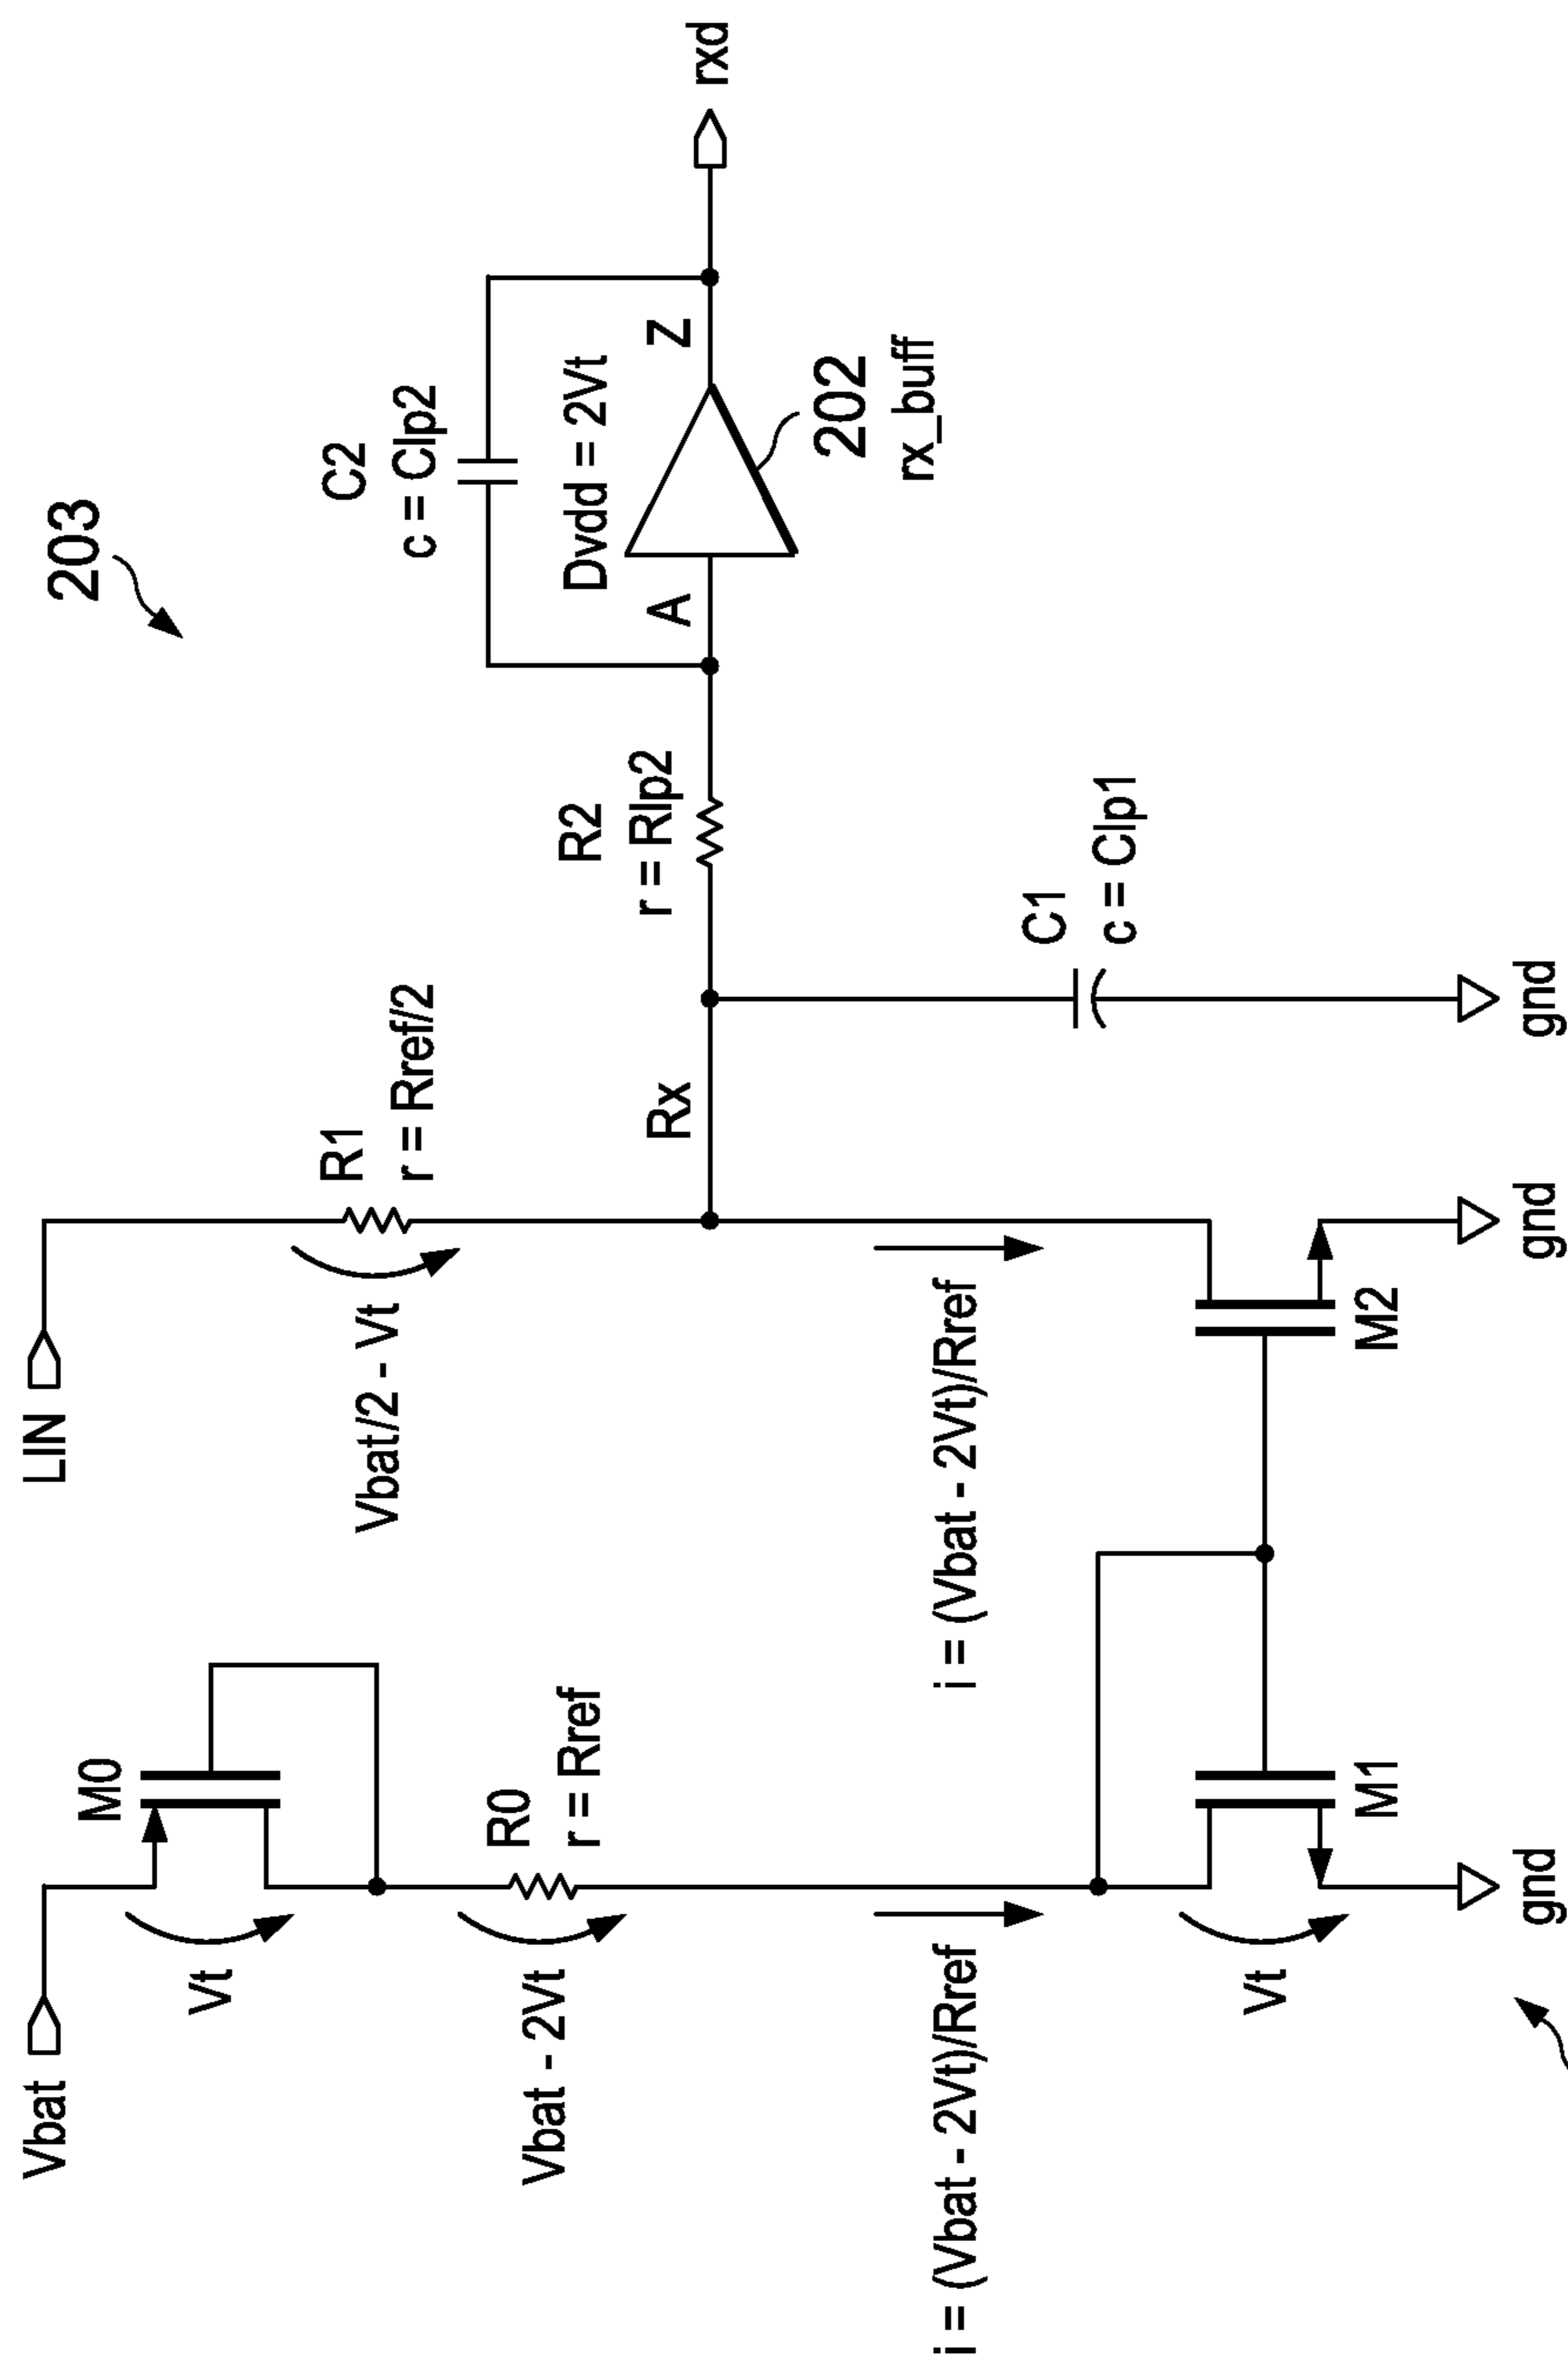 203
Vbat
LIN
M0
Vt
R0
r = Rref
Vbat - 2Vt
i = (Vbat - 2Vt)/Rref
M1
Vt
gnd
R1
r = Rref/2
Vbat/2 - Vt
i = (Vbat - 2Vt)/Rref
M2
gnd
Rx
C1
c = Clp1
gnd
R2
r = Rlp2
C2
c = Clp2
Dvdd = 2Vt
A
Z
202
rx_buff
rxd